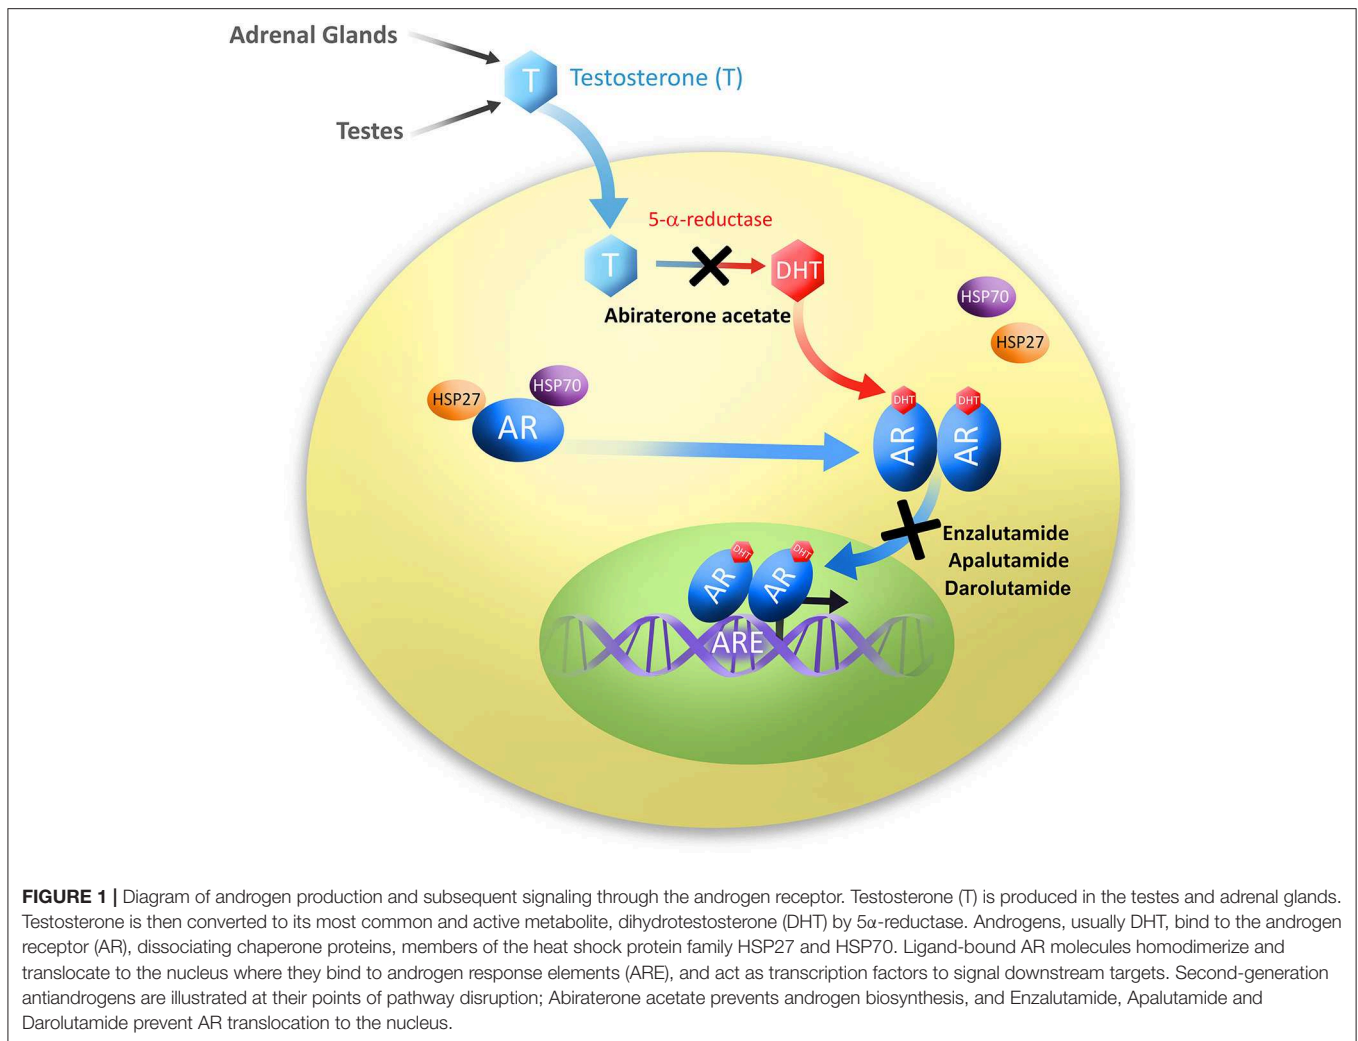 Adrenal Glands
T
Testosterone (T)
Testes
5-α-reductase
T
DHT
Abiraterone acetate
HSP70
HSP27
HSP27
HSP70
AR
DHT
DHT
AR
AR
Enzalutamide
Apalutamide
Darolutamide
DHT
DHT
AR
AR
ARE
FIGURE 1 | Diagram of androgen production and subsequent signaling through the androgen receptor. Testosterone (T) is produced in the testes and adrenal glands.
Testosterone is then converted to its most common and active metabolite, dihydrotestosterone (DHT) by 5α-reductase. Androgens, usually DHT, bind to the androgen
receptor (AR), dissociating chaperone proteins, members of the heat shock protein family HSP27 and HSP70. Ligand-bound AR molecules homodimerize and
translocate to the nucleus where they bind to androgen response elements (ARE), and act as transcription factors to signal downstream targets. Second-generation
antiandrogens are illustrated at their points of pathway disruption; Abiraterone acetate prevents androgen biosynthesis, and Enzalutamide, Apalutamide and
Darolutamide prevent AR translocation to the nucleus.